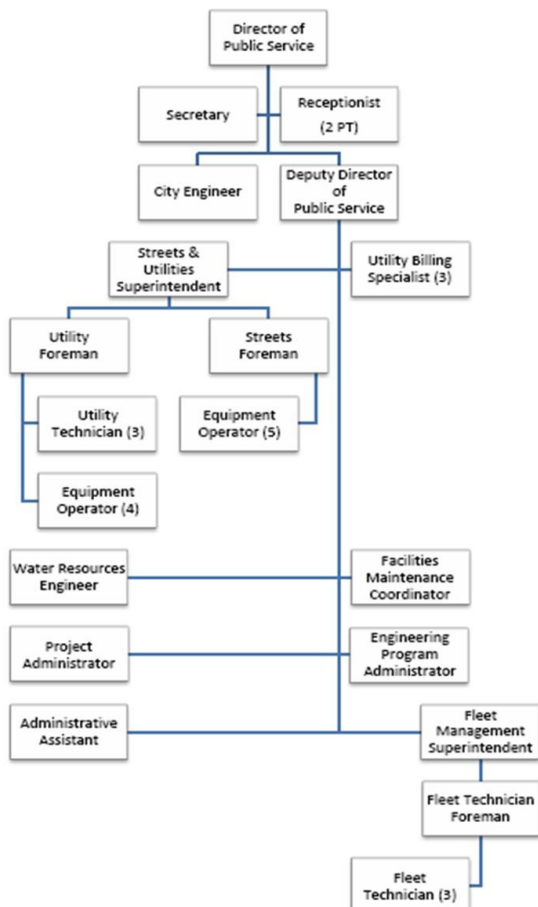 Director of
Public Service
Secretary
Receptionist
(2 PT)
City Engineer
Deputy Director
of
Public Service
Streets &
Utilities
Superintendent
Utility Billing
Specialist (3)
Utility
Foreman
Streets
Foreman
Utility
Technician (3)
Equipment
Operator (5)
Equipment
Operator (4)
Water Resources
Engineer
Facilities
Maintenance
Coordinator
Project
Administrator
Engineering
Program
Administrator
Administrative
Assistant
Fleet
Management
Superintendent
Fleet Technician
Foreman
Fleet
Technician (3)